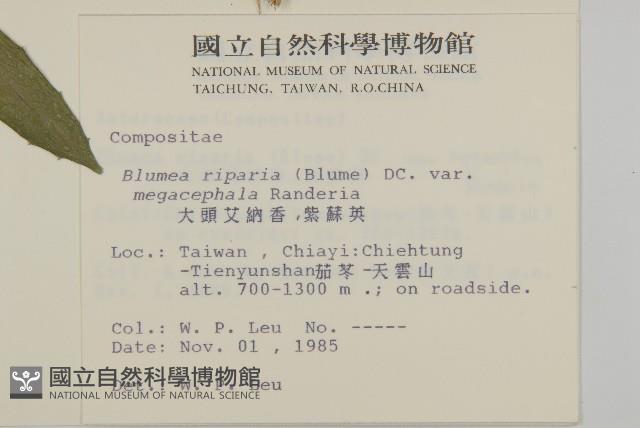 國立自然科學博物館
NATIONAL MUSEUM OF NATURAL SCIENCE
TAICHUNG, TAIWAN, R.O.CHINA
Compositae
Blumea riparia (Blume) DC. var.
megacephala Randeria
大頭艾納香,紫蘇英
Loc.: Taiwan , Chiayi:Chiehtung
-Tienyunshan茄苳-天雲山
alt. 700-1300 m .; on roadside.
Col.: W. P. Leu No. -----
Date: Nov. 01 , 1985
Det.: W. P. Leu
國立自然科學博物館
NATIONAL MUSEUM OF NATURAL SCIENCE